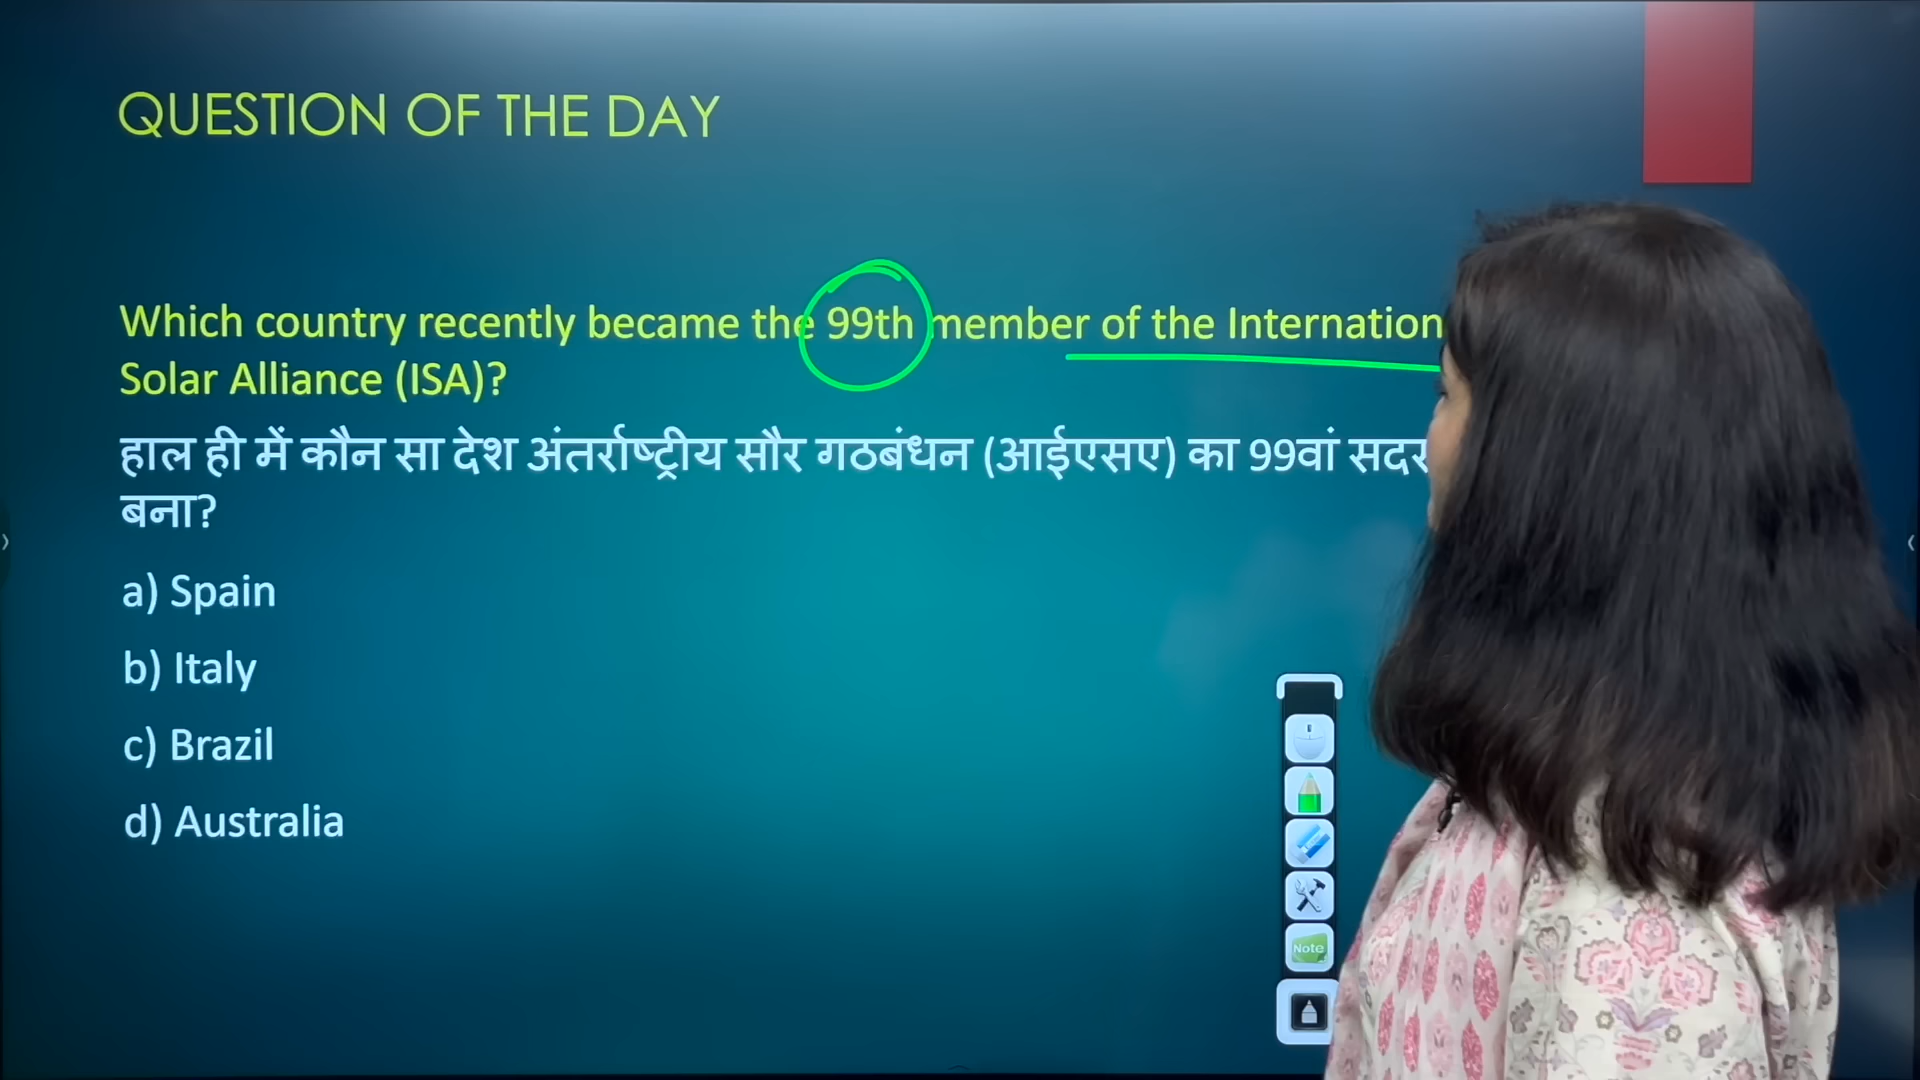 QUESTION OF THE DAY
Which country recently became the 99th member of the Internation
Solar Alliance (ISA)?
हाल ही में कौन सा देश अंतर्राष्ट्रीय सौर गठबंधन (आईएसए) का 99वां
बना?
a) Spain
b) Italy
c) Brazil
d) Australia
Note